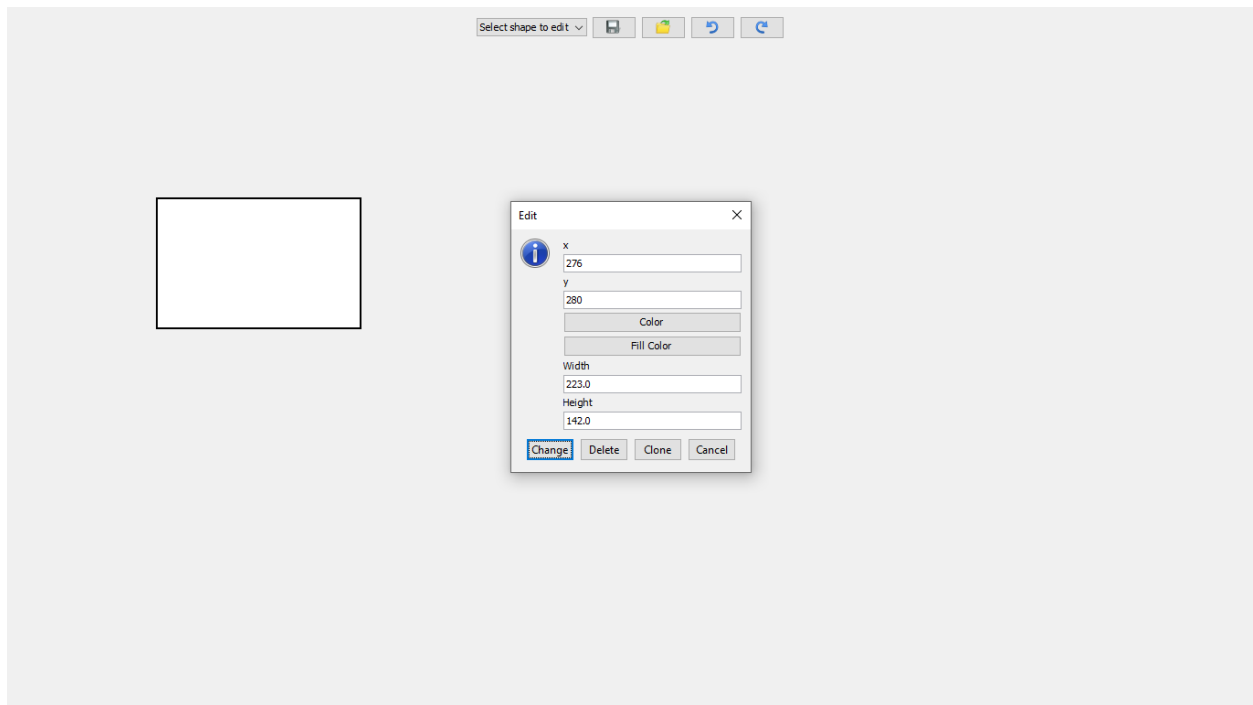 Select shape to edit
Edit
x
276
y
280
Color
Fill Color
Width
223.0
Height
142.0
Change Delete Clone Cancel